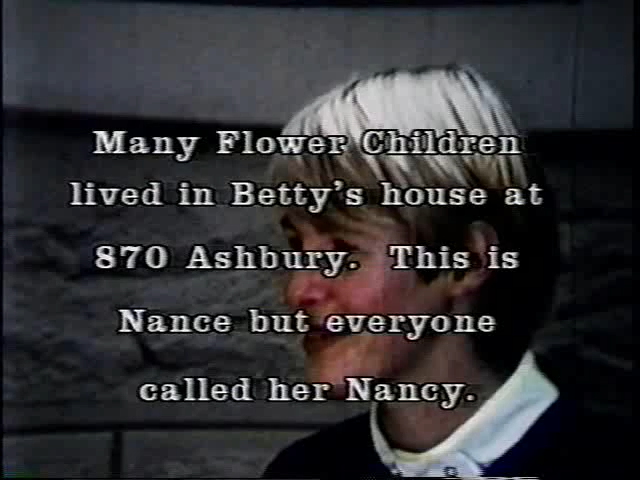 Many Flower Children
lived in Betty's house at
870 Ashbury. This is
Nance but everyone
called her Nancy.